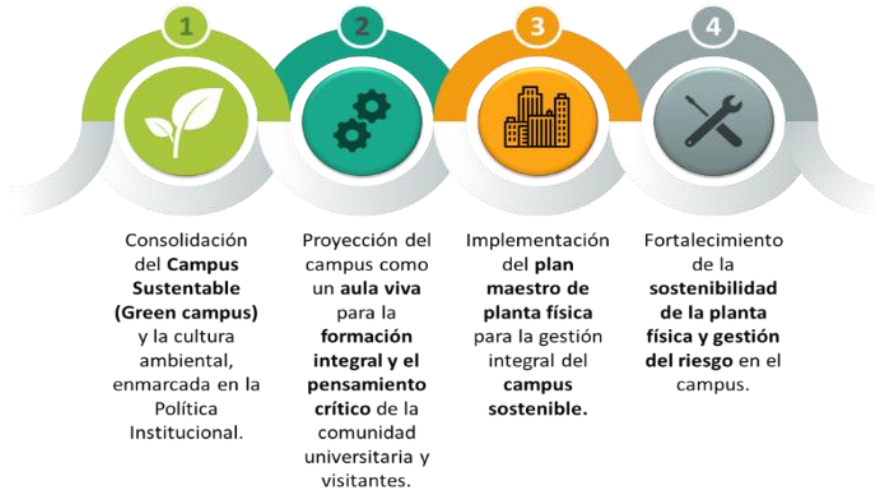 1
Consolidación
del Campus
Sustentable
(Green campus)
y la cultura
ambiental,
enmarcada en la
Política
Institucional.
2
Proyección del
campus como
un aula viva
para la
formación
integral y el
pensamiento
crítico de la
comunidad
universitaria y
visitantes.
3
Implementación
del plan
maestro de
planta física
para la gestión
integral del
campus
sostenible.
4
Fortalecimiento
de la
sostenibilidad
de la planta
física y gestión
del riesgo en el
campus.